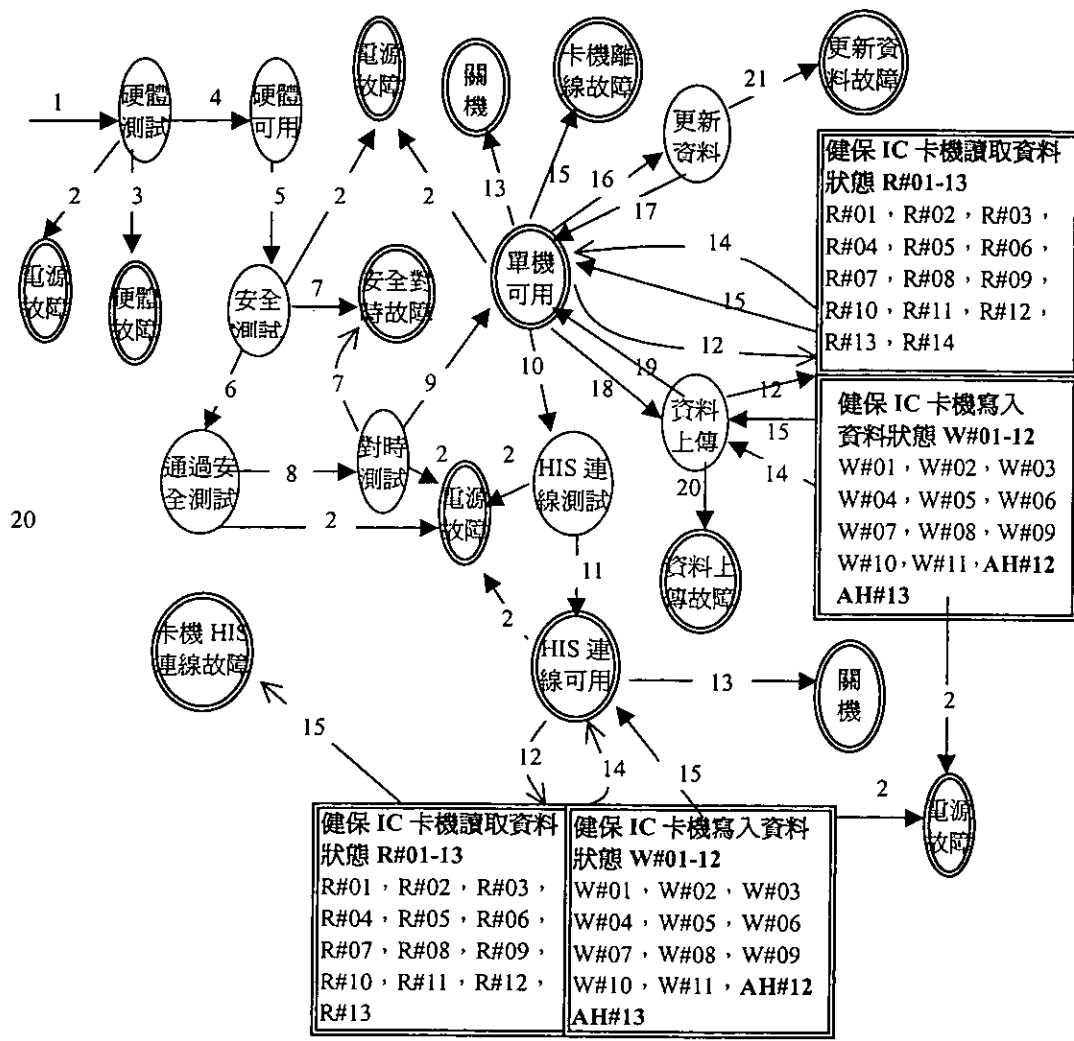 1
硬體
測試
4
硬體
可用
電源
故障
關
機
卡機離
線故障
21
更新資
料故障
更新
資料
2
3
5
2
2
13
15
16
17
電源
故障
硬體
故障
安全
測試
7
安全對
時故障
單機
可用
14
15
12
健保 IC 卡機讀取資料
狀態 R#01-13
R#01，R#02，R#03，
R#04，R#05，R#06，
R#07，R#08，R#09，
R#10，R#11，R#12，
R#13，R#14
6
7
9
10
18
19
12
資料
上傳
15
14
健保 IC 卡機寫入
資料狀態 W#01-12
W#01，W#02，W#03
W#04，W#05，W#06
W#07，W#08，W#09
W#10，W#11，AH#12
AH#13
通過安
全測試
8
對時
測試
2
2
HIS 連
線測試
電源
故障
20
20
2
資料上
傳故障
11
2
卡機 HIS
連線故障
HIS 連
線可用
13
關
機
2
15
12
14
15
2
電源
故障
健保 IC 卡機讀取資料
狀態 R#01-13
R#01，R#02，R#03，
R#04，R#05，R#06，
R#07，R#08，R#09，
R#10，R#11，R#12，
R#13
健保 IC 卡機寫入資料
狀態 W#01-12
W#01，W#02，W#03
W#04，W#05，W#06
W#07，W#08，W#09
W#10，W#11，AH#12
AH#13